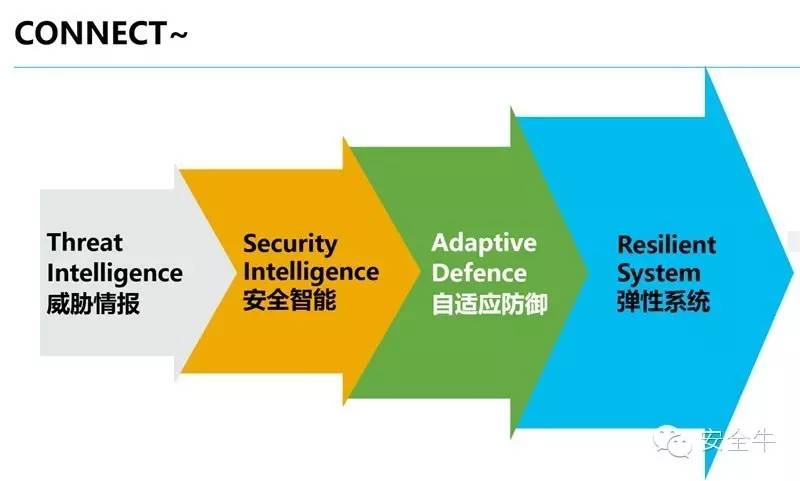 CONNECT~
Threat
Intelligence
威胁情报
Security
Intelligence
安全智能
Adaptive
Defence
自适应防御
Resilient
System
弹性系统
安全牛